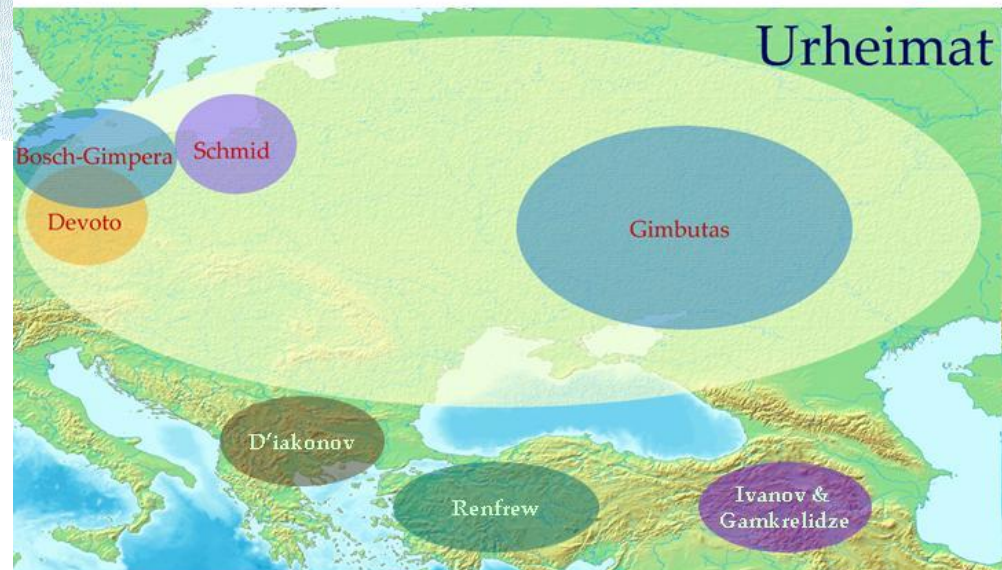 Urheimat
Bosch-Gimpera
Schmid
Devoto
Gimbutas
D'iakonov
Renfrew
Ivanov &
Gamkrelidze